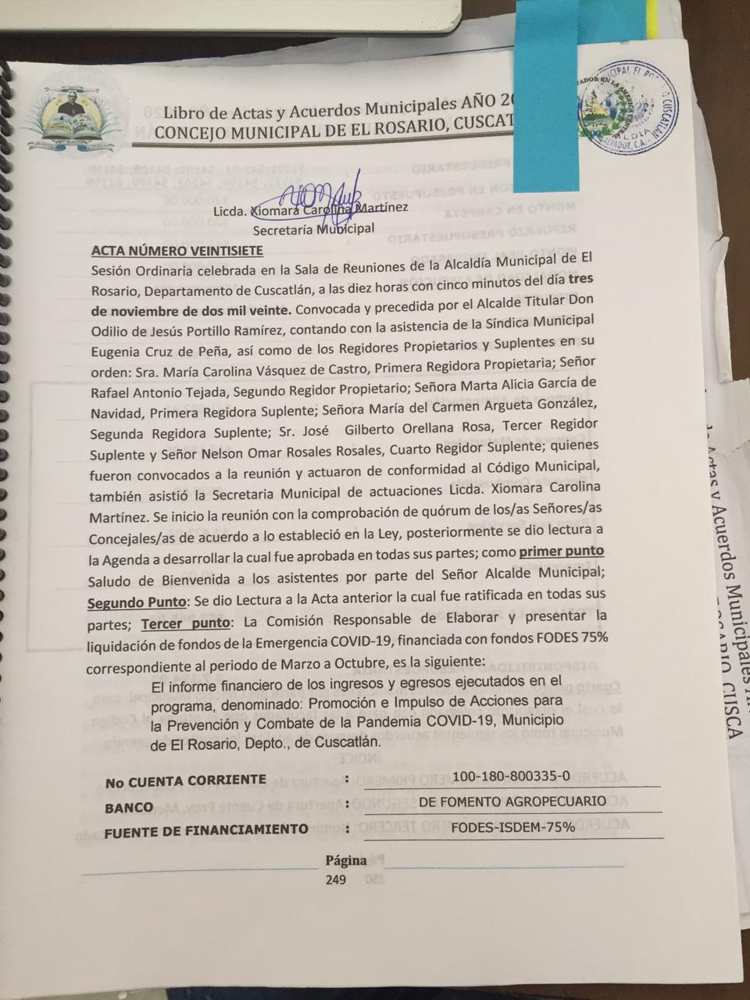 Libro de Actas y Acuerdos Municipales AÑO 20
CONCEJO MUNICIPAL DE EL ROSARIO, CUSCAT
Licda. Xiomara Carolina Martínez
Secretaría Municipal
ACTA NÚMERO VEINTISIETE
Sesión Ordinaría celebrada en la Sala de Reuniones de la Alcaldía Municipal de El
Rosario, Departamento de Cuscatlán, a las diez horas con cinco minutos del día tres
de noviembre de dos mil veinte. Convocada y precedida por el Alcalde Titular Don
Odilio de Jesús Portillo Ramírez, contando con la asistencia de la Síndica Municipal
Eugenia Cruz de Peña, así como de los Regidores Propietarios y Suplentes en su
orden: Sra. María Carolina Vásquez de Castro, Primera Regidora Propietaria; Señor
Rafael Antonio Tejada, Segundo Regidor Propietario; Señora Marta Alicia García de
Navidad, Primera Regidora Suplente; Señora María del Carmen Argueta González,
Segunda Regidora Suplente; Sr. José Gilberto Orellana Rosa, Tercer Regidor
Suplente y Señor Nelson Omar Rosales Rosales, Cuarto Regidor Suplente; quienes
fueron convocados a la reunión y actuaron de conformidad al Código Municipal,
también asistió la Secretaria Municipal de actuaciones Licda. Xiomara Carolina
Martínez. Se inicio la reunión con la comprobación de quórum de los/as Señores/as
Concejales/as de acuerdo a lo estableció en la Ley, posteriormente se dio lectura a
la Agenda a desarrollar la cual fue aprobada en todas sus partes; como primer punto
Saludo de Bienvenida a los asistentes por parte del Señor Alcalde Municipal;
Segundo Punto: Se dio Lectura a la Acta anterior la cual fue ratificada en todas sus
partes; Tercer punto: La Comisión Responsable de Elaborar y presentar la
liquidación de fondos de la Emergencia COVID-19, financiada con fondos FODES 75%
correspondiente al periodo de Marzo a Octubre, es la siguiente:
El informe financiero de los ingresos y egresos ejecutados en el
programa, denominado: Promoción e Impulso de Acciones para
la Prevención y Combate de la Pandemia COVID-19, Municipio
de El Rosario, Depto., de Cuscatlán.
No CUENTA CORRIENTE : 100-180-800335-0
BANCO : DE FOMENTO AGROPECUARIO
FUENTE DE FINANCIAMIENTO : FODES-ISDEM-75%
Página
249
de Actas y Acuerdos Municipales
ROSARIO, CUSCA